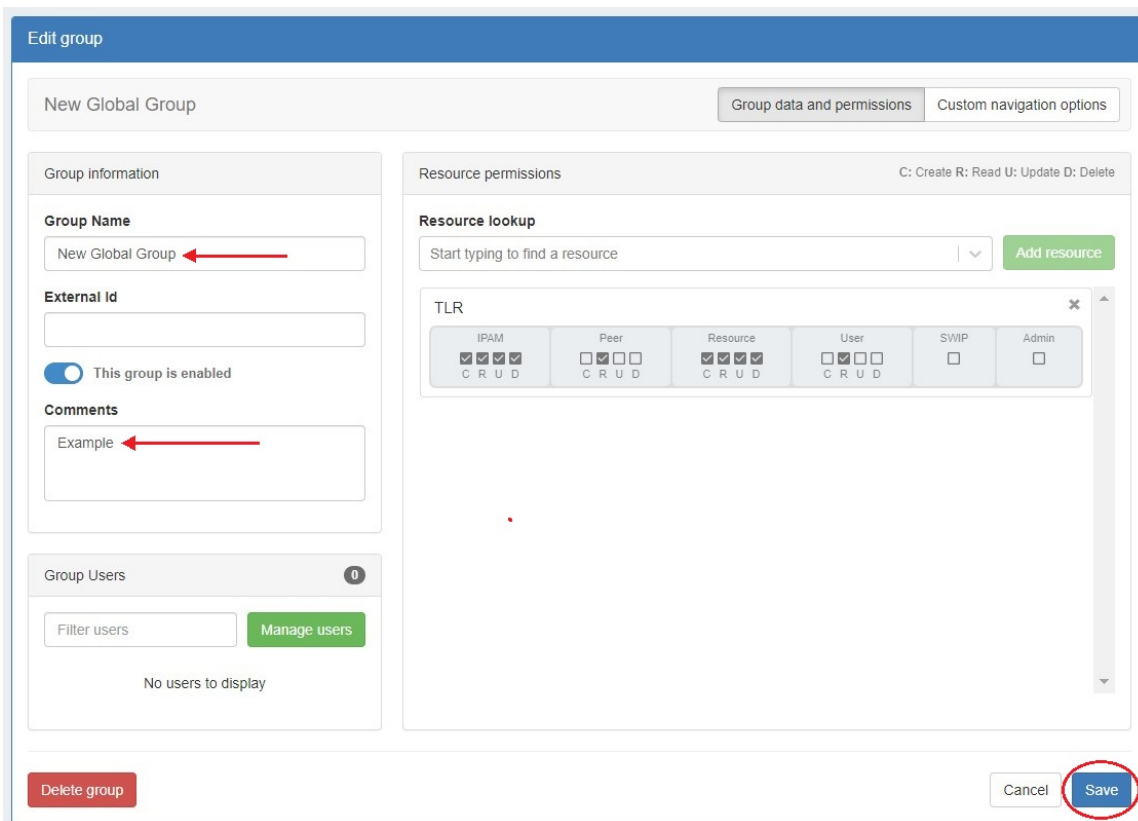 Edit group
New Global Group
Group data and permissions
Custom navigation options
Group information
Group Name
New Global Group
External Id
This group is enabled
Comments
Example
Group Users
0
Filter users
Manage users
No users to display
Resource permissions
C: Create R: Read U: Update D: Delete
Resource lookup
Start typing to find a resource
Add resource
TLR
IPAM
C R U D
Peer
C R U D
Resource
C R U D
User
C R U D
SWIP
Admin
Delete group
Cancel
Save